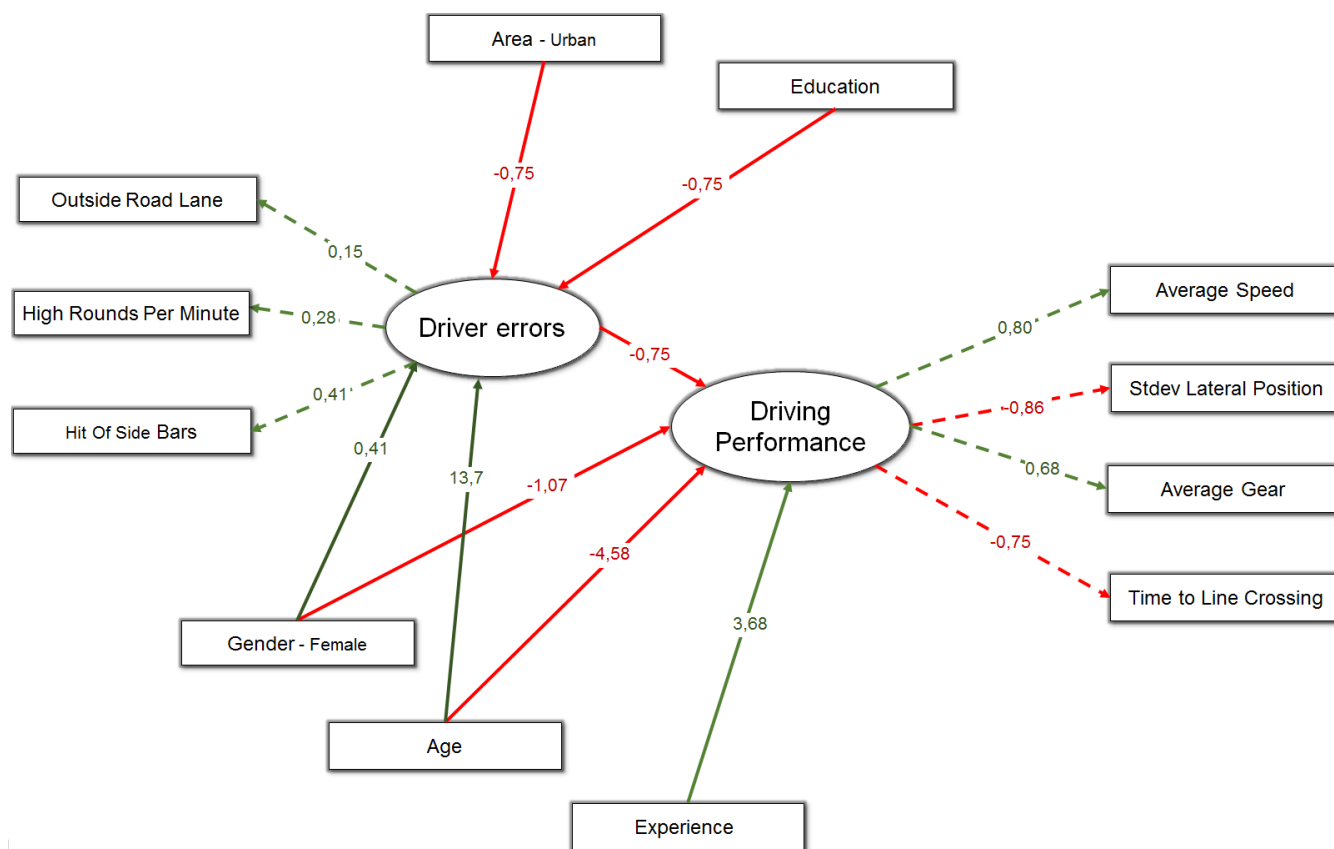 Area - Urban
Education
-0,75
-0,75
Outside Road Lane
0,15
High Rounds Per Minute
0,28
Driver errors
Hit Of Side Bars
0,41
0,41
13,7
-0,75
Driving
Performance
0,80
Average Speed
-0,86
Stdev Lateral Position
0,68
Average Gear
-0,75
Time to Line Crossing
-1,07
-4,58
3,68
Gender - Female
Age
Experience